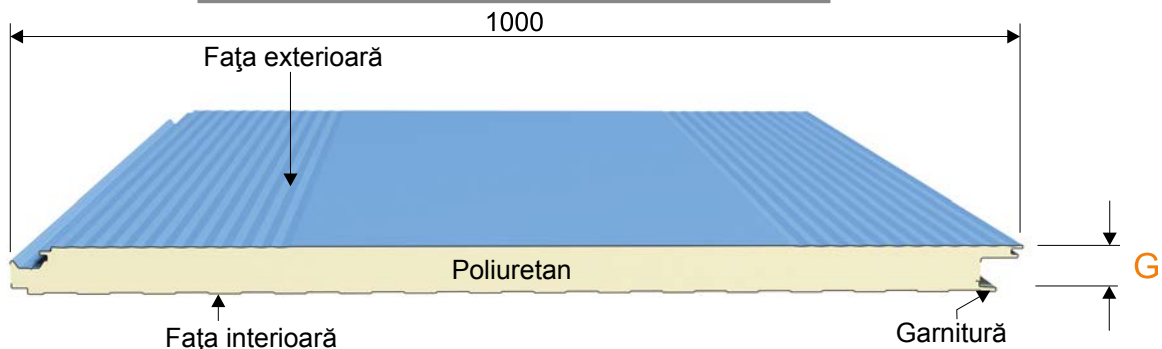 1000
Faţa exterioară
Poliuretan
G
Faţa interioară
Garnitură